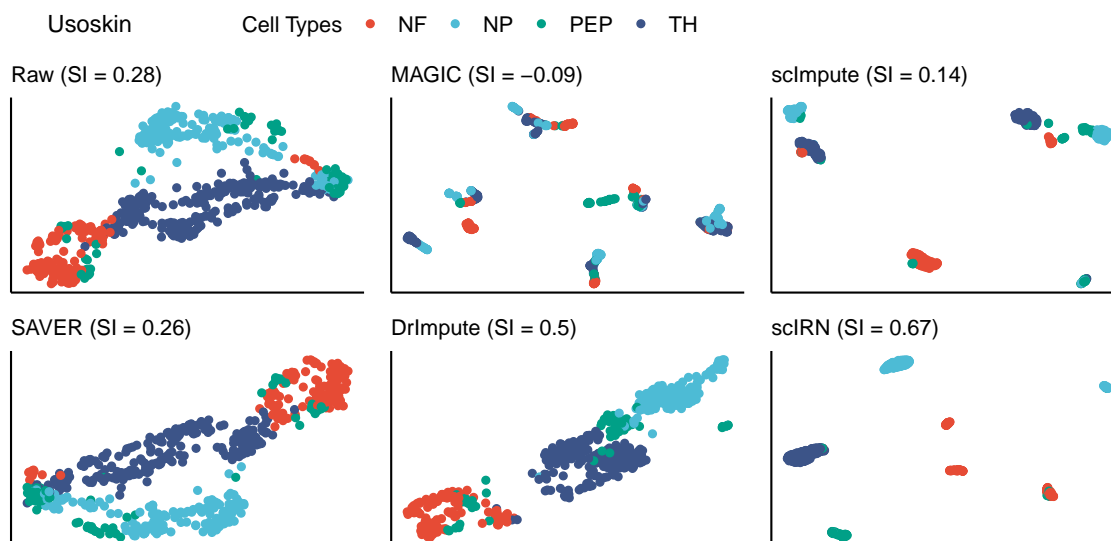 Usoskin Cell Types NF NP PEP TH
Raw (SI = 0.28) MAGIC (SI = −0.09) scImpute (SI = 0.14)
SAVER (SI = 0.26) DrImpute (SI = 0.5) scIRN (SI = 0.67)